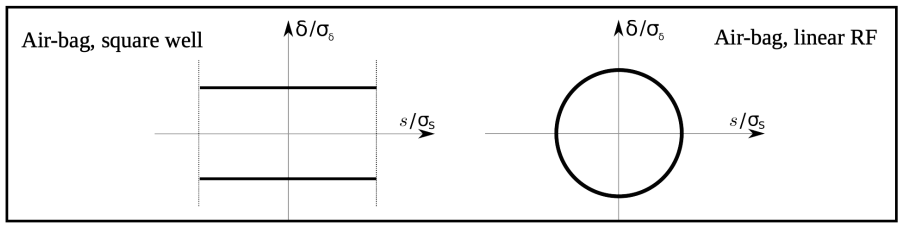 Air-bag, square well
δ/σδ
s/σs
Air-bag, linear RF
δ/σδ
s/σs